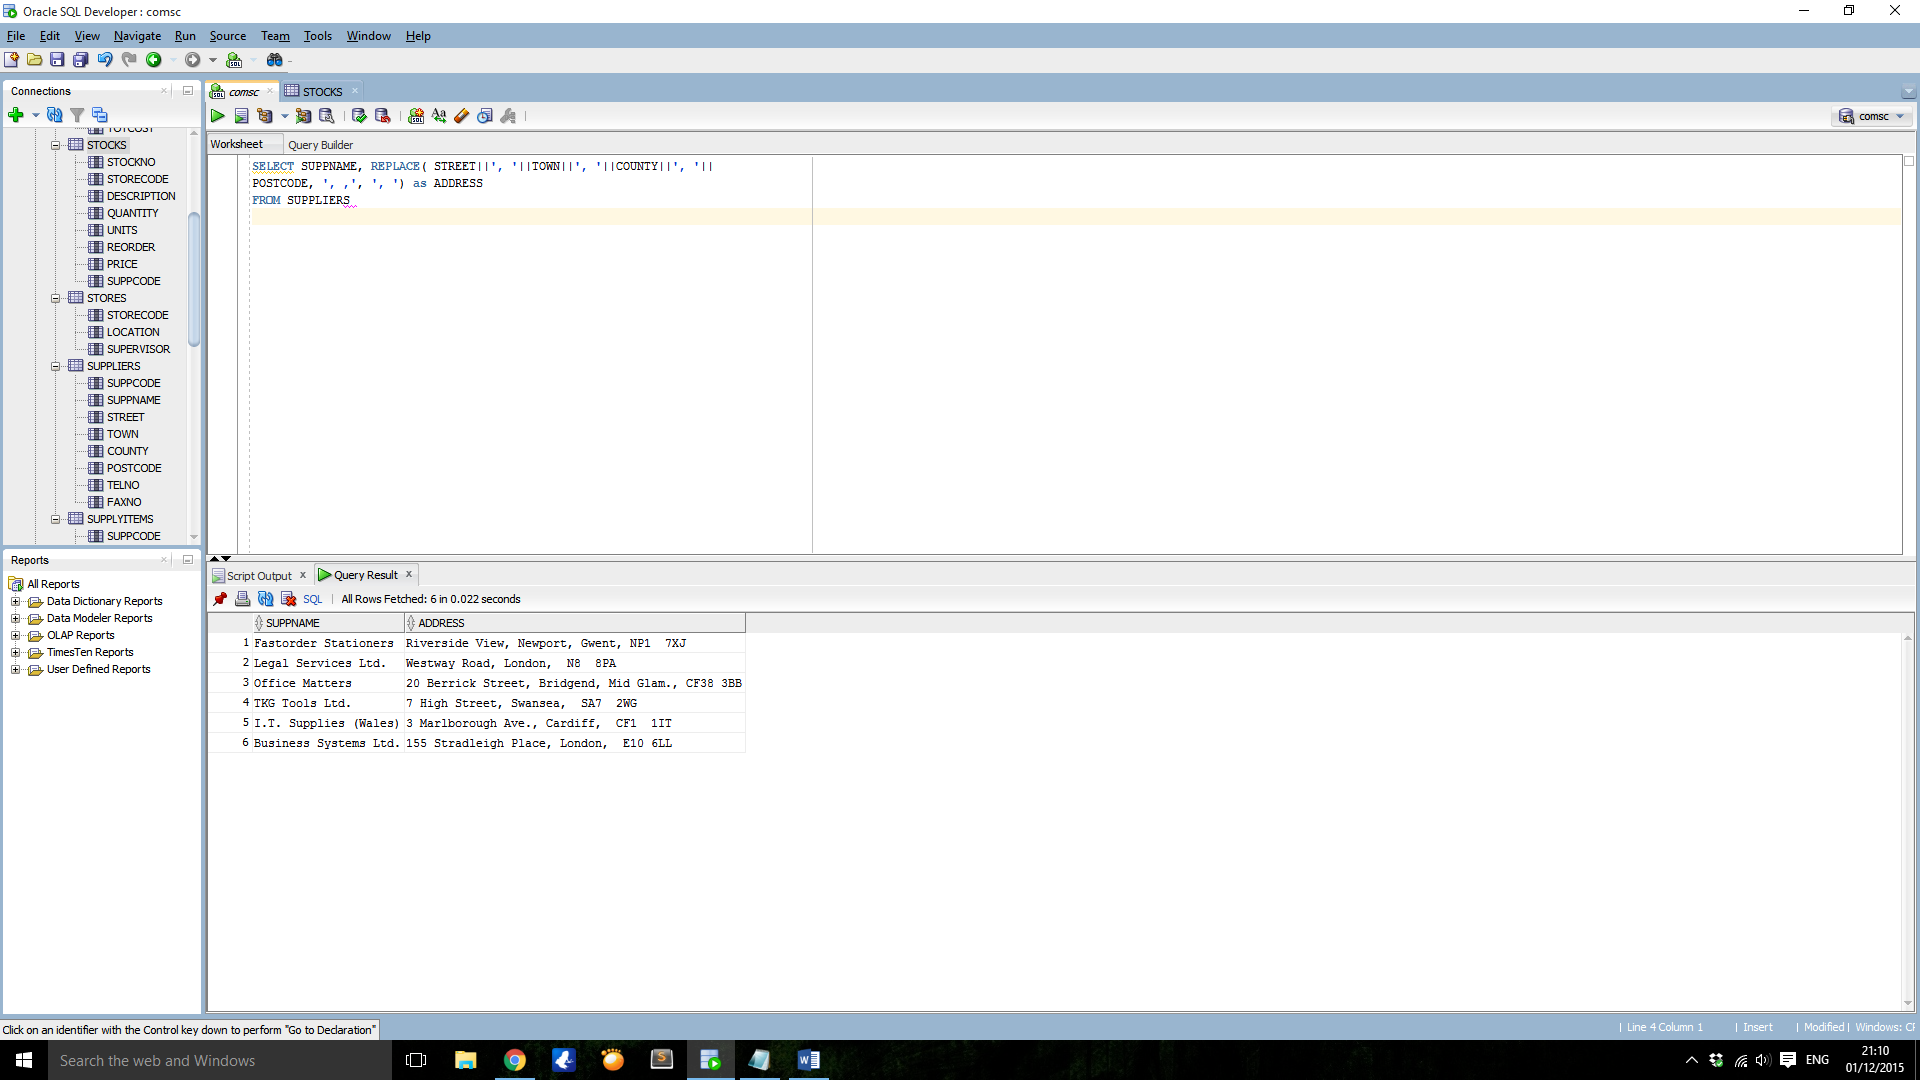 Oracle SQL Developer : comsc
File Edit View Navigate Run Source Team Tools Window Help
Connections
comsc
STOCKS
comsc
Worksheet
Query Builder
TOTCOST
STOCKS
STOCKNO
STORECODE
DESCRIPTION
QUANTITY
UNITS
REORDER
PRICE
SUPPCODE
STORES
STORECODE
LOCATION
SUPERVISOR
SUPPLIERS
SUPPCODE
SUPPNAME
STREET
TOWN
COUNTY
POSTCODE
TELNO
FAXNO
SUPPLYITEMS
SUPPCODE
SELECT SUPPNAME, REPLACE( STREET||', '||TOWN||', '||COUNTY||', '||
POSTCODE, ', ,', ', ') as ADDRESS
FROM SUPPLIERS
Reports
All Reports
Data Dictionary Reports
Data Modeler Reports
OLAP Reports
TimesTen Reports
User Defined Reports
Script Output x
Query Result x
SQL | All Rows Fetched: 6 in 0.022 seconds
SUPPNAME ADDRESS
1 Fastorder Stationers Riverside View, Newport, Gwent, NP1  7XJ
2 Legal Services Ltd. Westway Road, London,  N8  8PA
3 Office Matters 20 Berrick Street, Bridgend, Mid Glam., CF38 3BB
4 TKG Tools Ltd. 7 High Street, Swansea,  SA7  2WG
5 I.T. Supplies (Wales) 3 Marlborough Ave., Cardiff,  CF1  1IT
6 Business Systems Ltd. 155 Stradleigh Place, London,  E10 6LL
Click on an identifier with the Control key down to perform "Go to Declaration"
| Line 4 Column 1 | Insert | Modified | Windows: CF
Search the web and Windows
ENG
21:10
01/12/2015